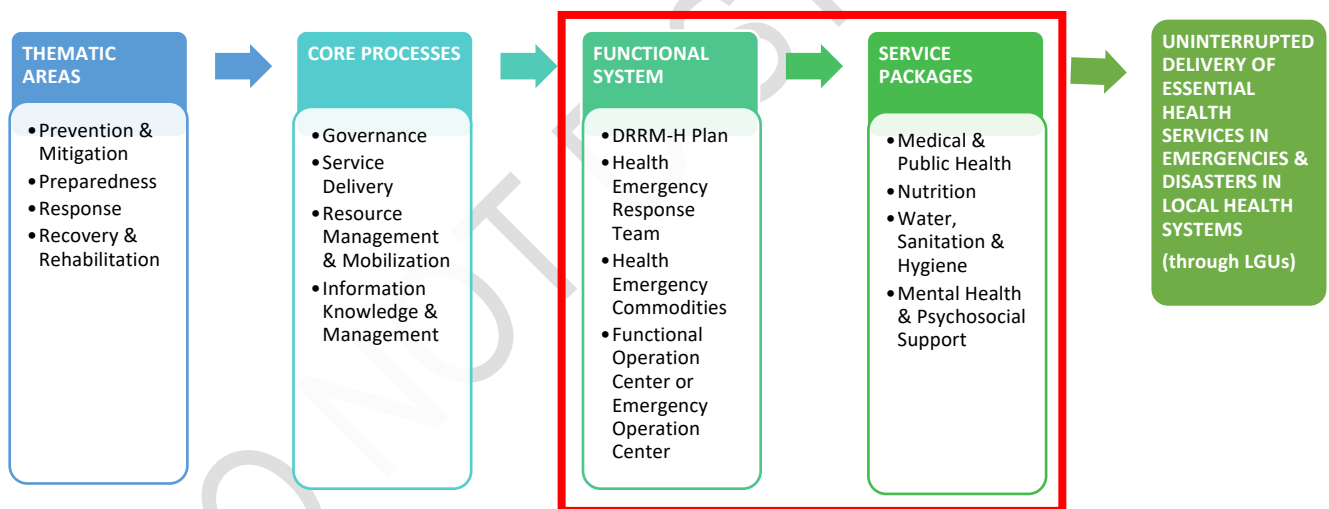 THEMATIC
AREAS
•Prevention &
Mitigation
•Preparedness
•Response
•Recovery &
Rehabilitation
CORE PROCESSES
•Governance
•Service
Delivery
•Resource
Management
& Mobilization
•Information
Knowledge &
Management
FUNCTIONAL
SYSTEM
•DRRM-H Plan
•Health
Emergency
Response
Team
•Health
Emergency
Commodities
•Functional
Operation
Center or
Emergency
Operation
Center
SERVICE
PACKAGES
•Medical &
Public Health
•Nutrition
•Water,
Sanitation &
Hygiene
•Mental Health
& Psychosocial
Support
UNINTERRUPTED
DELIVERY OF
ESSENTIAL
HEALTH
SERVICES IN
EMERGENCIES &
DISASTERS IN
LOCAL HEALTH
SYSTEMS
(through LGUs)